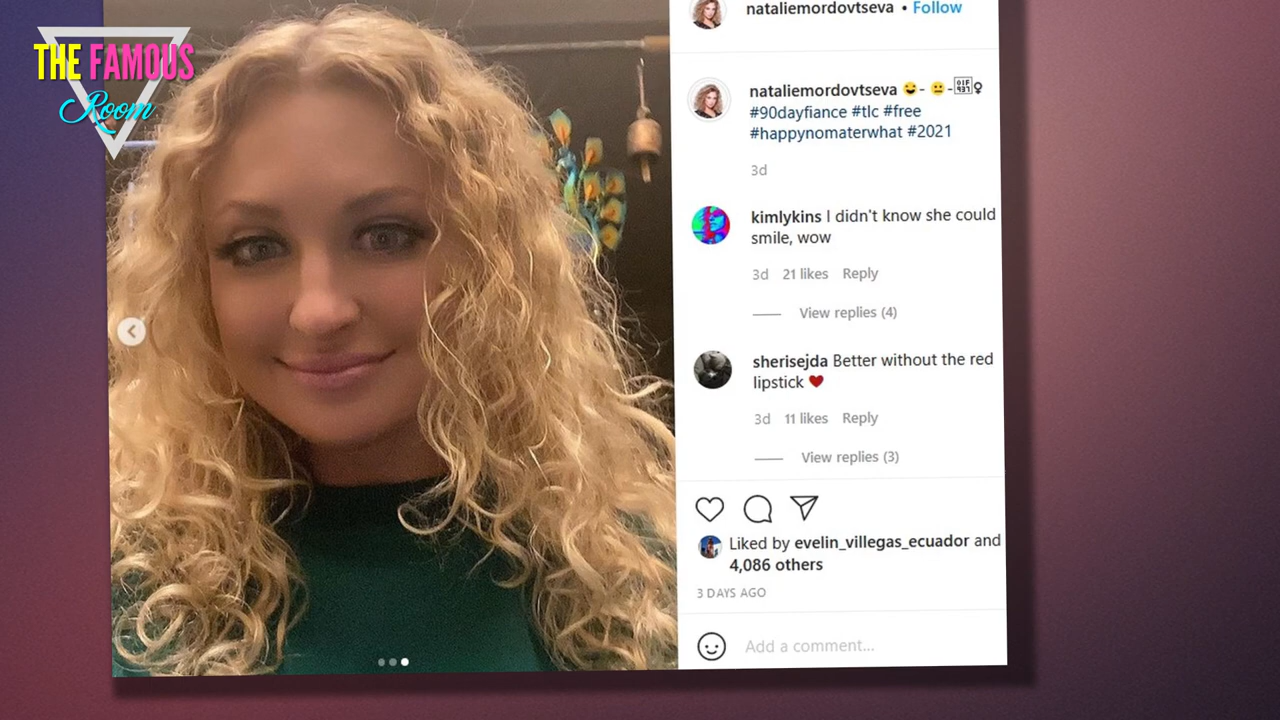 THE FAMOUS
Room
nataliemordovtseva • Follow
nataliemordovtseva 😄- 😐-♀
#90dayfiance #tlc #free
#happynomaterwhat #2021
3d
kimlykins I didn't know she could
smile, wow
3d 21 likes Reply
View replies (4)
sherisejda Better without the red
lipstick ❤
3d 11 likes Reply
View replies (3)
Liked by evelin_villegas_ecuador and
4,086 others
3 DAYS AGO
Add a comment...